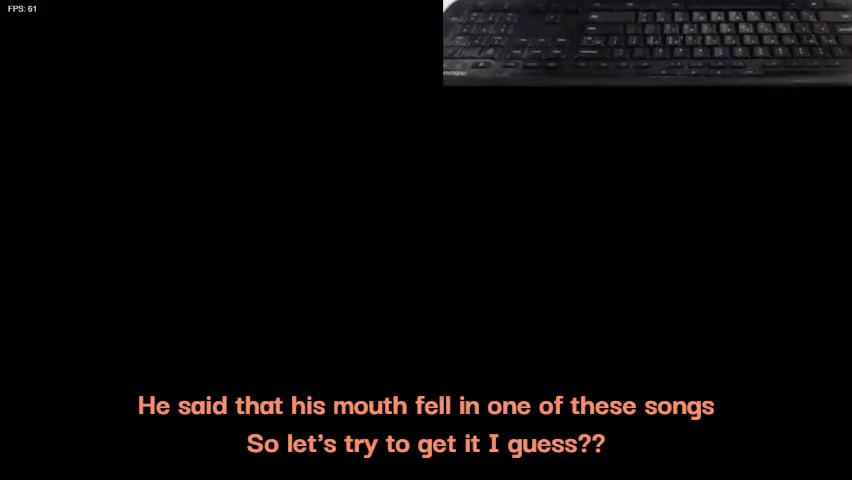 FPS: 61
He said that his mouth fell in one of these songs
So let's try to get it I guess??